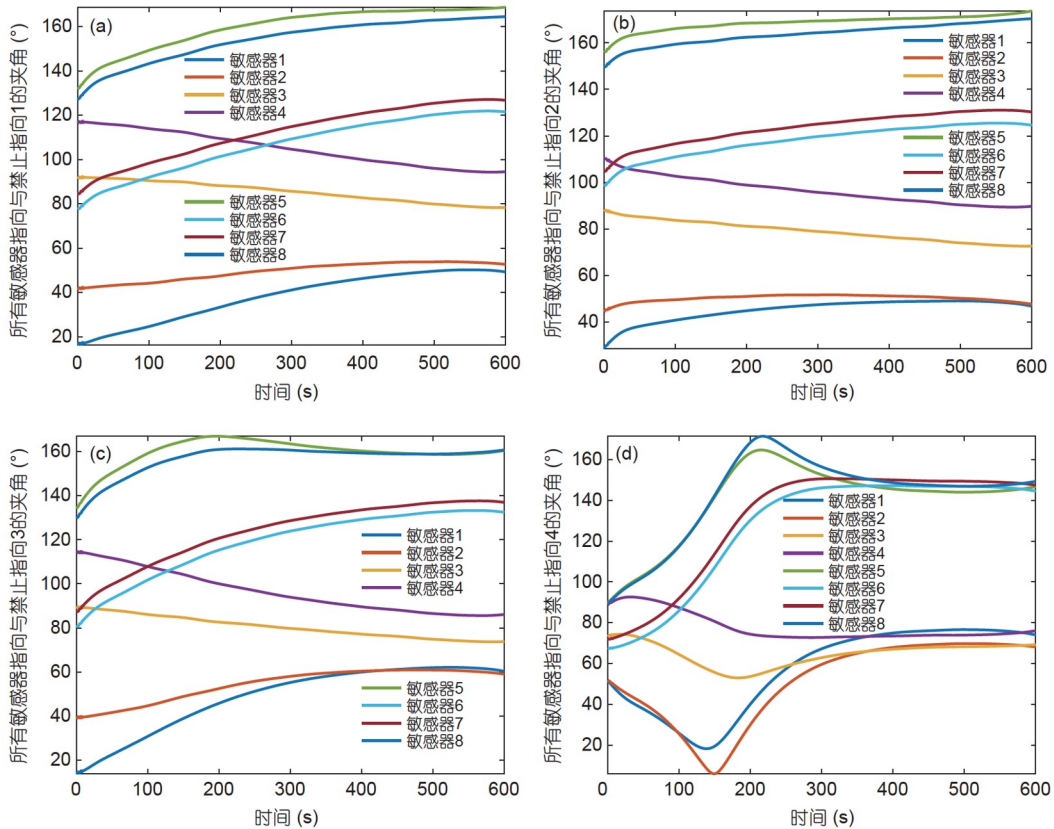 (a)
所有敏感器指向与禁止指向1的夹角 (°)
160
140
120
100
80
60
40
20
敏感器1
敏感器2
敏感器3
敏感器4
敏感器5
敏感器6
敏感器7
敏感器8
0 100 200 300 400 500 600
时间 (s)
(b)
所有敏感器指向与禁止指向2的夹角 (°)
160
140
120
100
80
60
40
敏感器1
敏感器2
敏感器3
敏感器4
敏感器5
敏感器6
敏感器7
敏感器8
0 100 200 300 400 500 600
时间 (s)
(c)
所有敏感器指向与禁止指向3的夹角 (°)
160
140
120
100
80
60
40
20
敏感器1
敏感器2
敏感器3
敏感器4
敏感器5
敏感器6
敏感器7
敏感器8
0 100 200 300 400 500 600
时间 (s)
(d)
所有敏感器指向与禁止指向4的夹角 (°)
160
140
120
100
80
60
40
20
敏感器1
敏感器2
敏感器3
敏感器4
敏感器5
敏感器6
敏感器7
敏感器8
0 100 200 300 400 500 600
时间 (s)